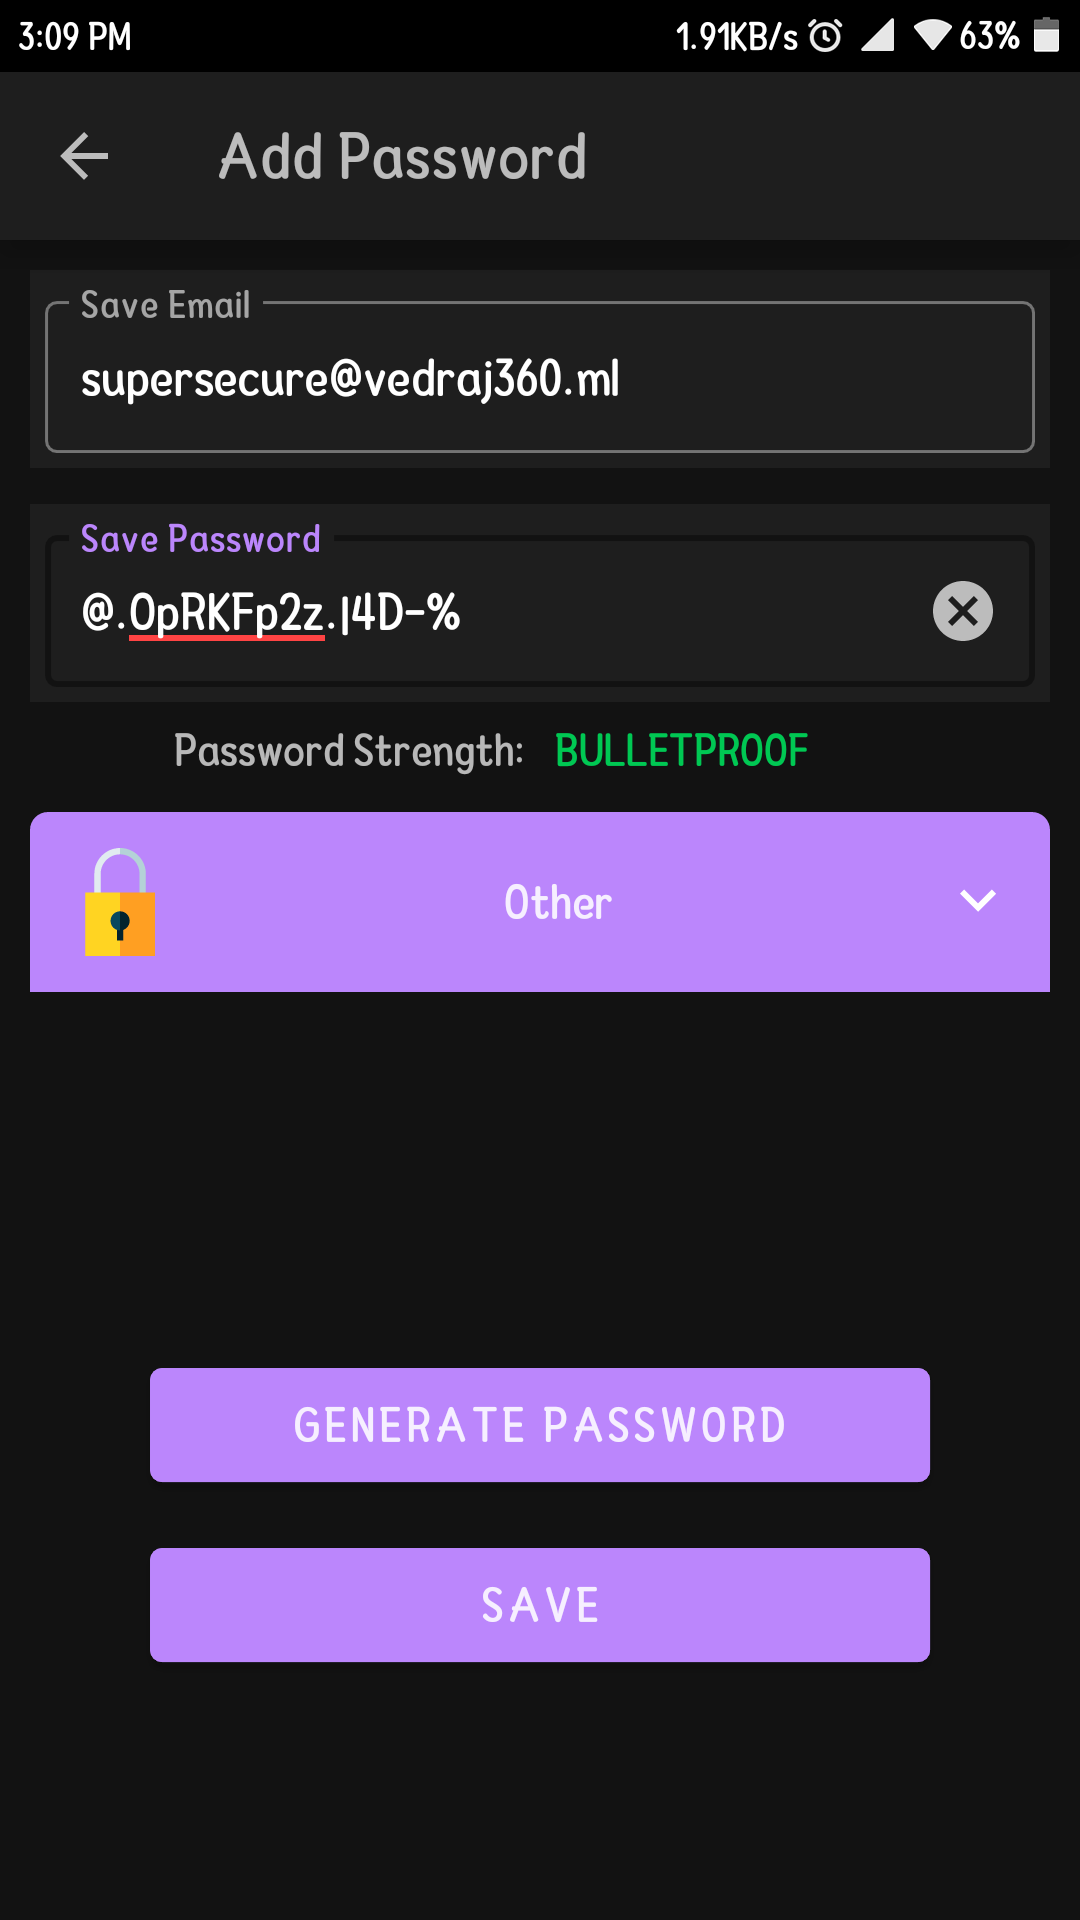 3:09 PM 1.91KB/s 63%
Add Password
Save Email
supersecure@vedraj360.ml
Save Password
@.0pRKFp2z.|4D-%
Password Strength: BULLETPROOF
Other
GENERATE PASSWORD
SAVE